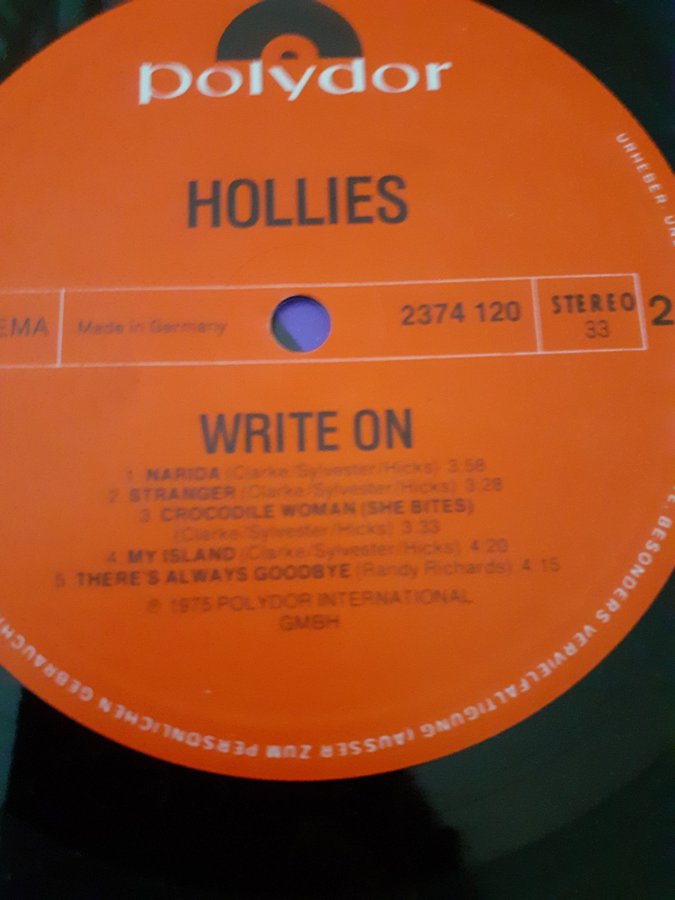 polydor
HOLLIES
EMA Made in Germany 2374 120 STEREO 33 2
WRITE ON
1. NARIDA (Clarke/Sylvester/Hicks) 3.58
2. STRANGER (Clarke/Sylvester/Hicks) 3:28
3. CROCODILE WOMAN (SHE BITES)
(Clarke/Sylvester/Hicks) 3.33
4. MY ISLAND (Clarke/Sylvester/Hicks) 4:20
5. THERE'S ALWAYS GOODBYE (Randy Richards) 4:15
℗ 1975 POLYDOR INTERNATIONAL
GMBH
URHEBER- UN
E, BESONDERS VERVIELFÄLTIGUNG (AUSSER ZUM PERSÖNLICHEN GEBRAUCH)